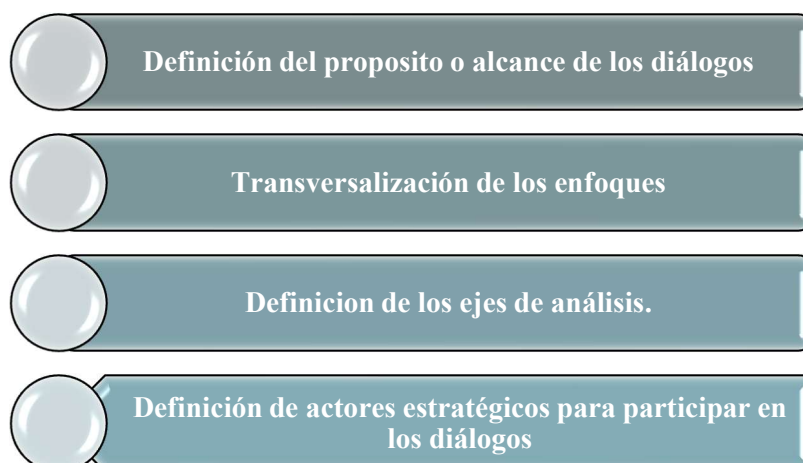 Definición del proposito o alcance de los diálogos
Transversalización de los enfoques
Definicion de los ejes de análisis.
Definición de actores estratégicos para participar en
los diálogos